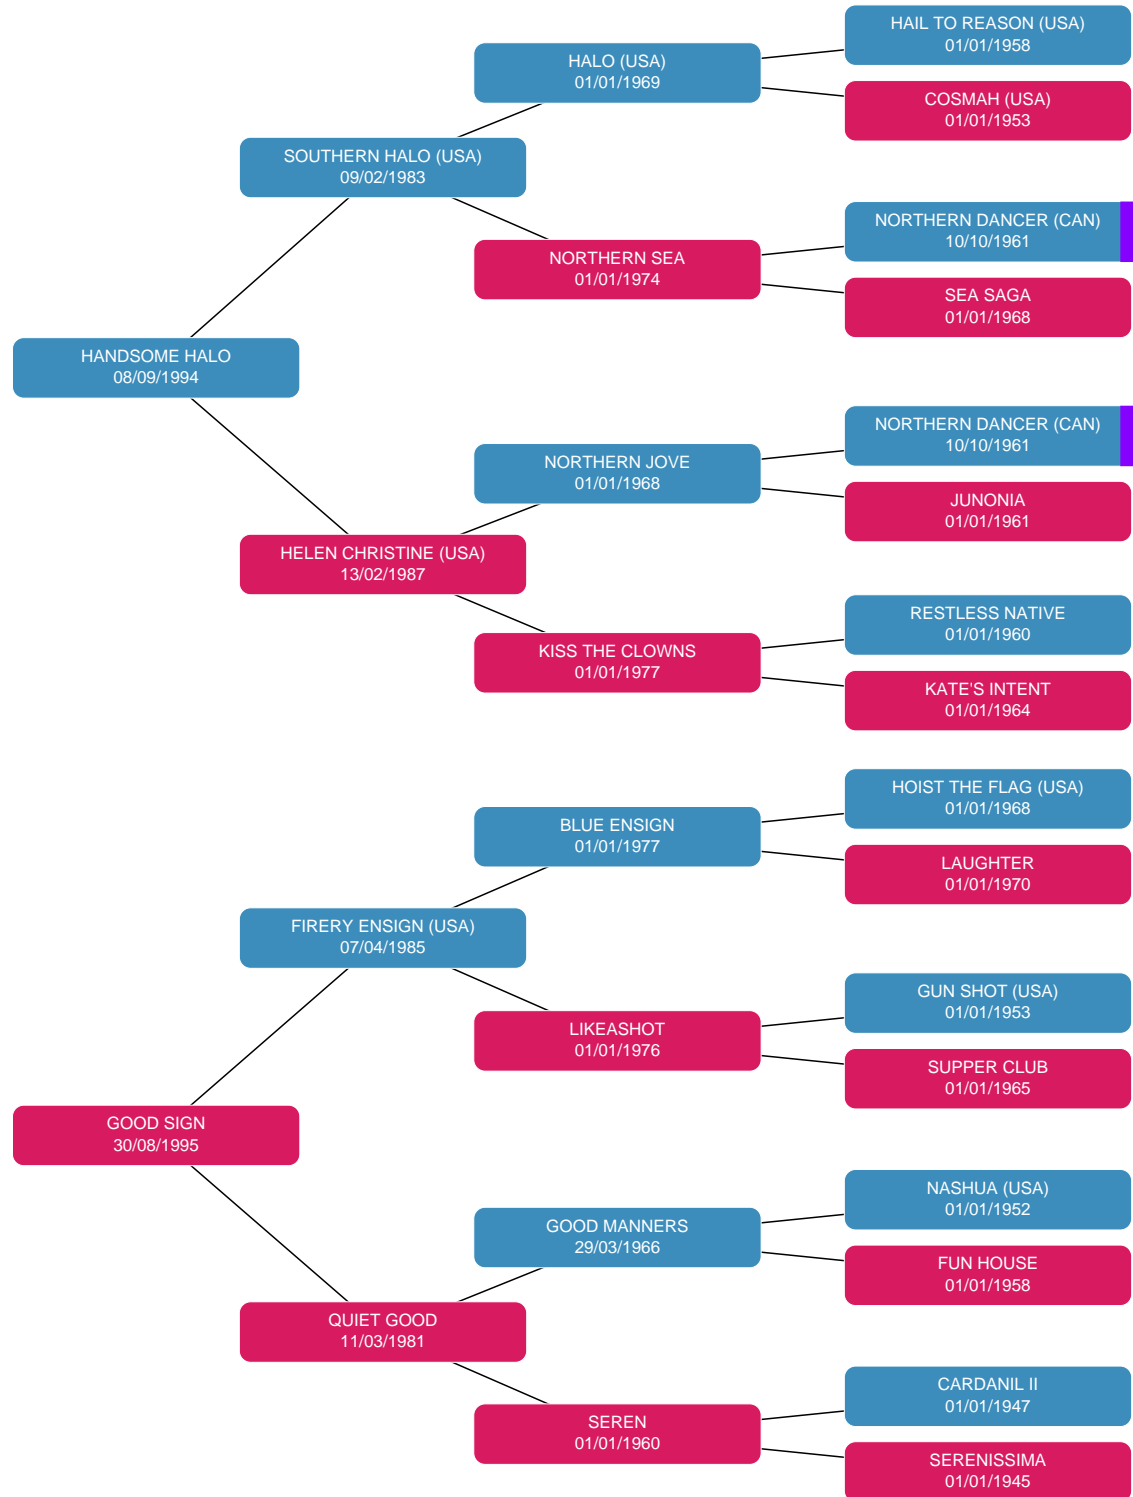 HAIL TO REASON (USA)
01/01/1958
HALO (USA)
01/01/1969
COSMAH (USA)
01/01/1953
SOUTHERN HALO (USA)
09/02/1983
NORTHERN DANCER (CAN)
10/10/1961
NORTHERN SEA
01/01/1974
SEA SAGA
01/01/1968
HANDSOME HALO
08/09/1994
NORTHERN DANCER (CAN)
10/10/1961
NORTHERN JOVE
01/01/1968
JUNONIA
01/01/1961
HELEN CHRISTINE (USA)
13/02/1987
RESTLESS NATIVE
01/01/1960
KISS THE CLOWNS
01/01/1977
KATE'S INTENT
01/01/1964
HOIST THE FLAG (USA)
01/01/1968
BLUE ENSIGN
01/01/1977
LAUGHTER
01/01/1970
FIRERY ENSIGN (USA)
07/04/1985
GUN SHOT (USA)
01/01/1953
LIKEASHOT
01/01/1976
SUPPER CLUB
01/01/1965
GOOD SIGN
30/08/1995
NASHUA (USA)
01/01/1952
GOOD MANNERS
29/03/1966
FUN HOUSE
01/01/1958
QUIET GOOD
11/03/1981
CARDANIL II
01/01/1947
SEREN
01/01/1960
SERENISSIMA
01/01/1945